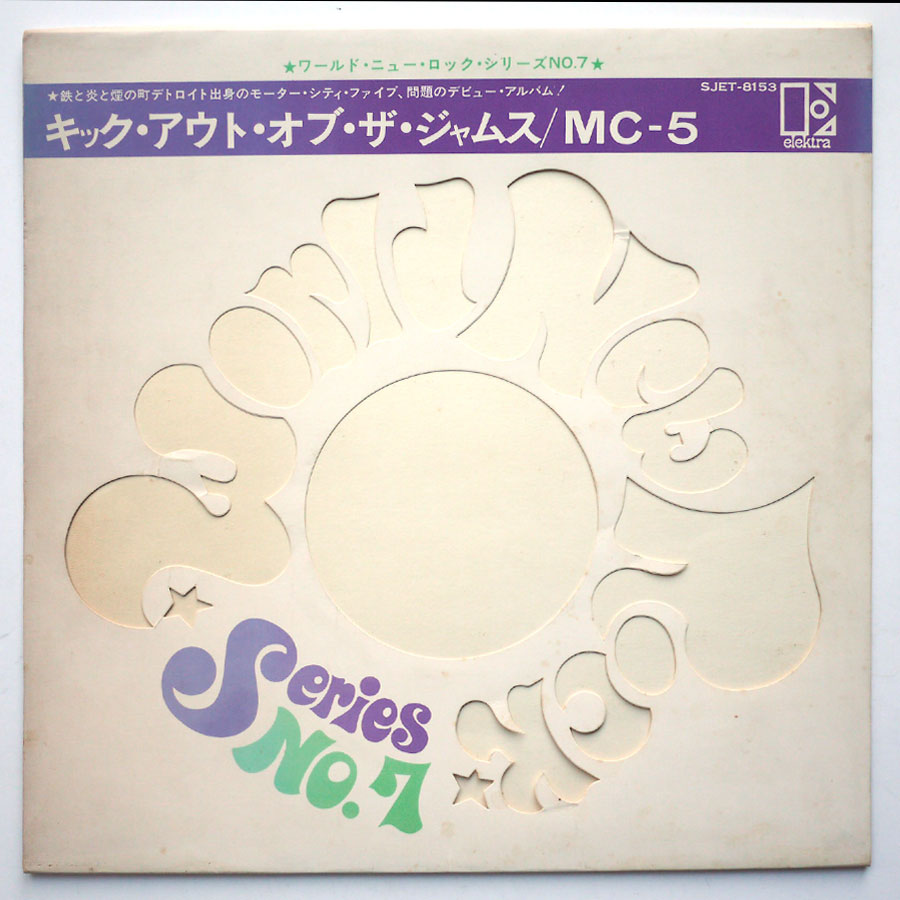 ★ワールド・ニュー・ロック・シリーズNO.7★
★鉄と炎と煙の町デトロイト出身のモーター・シティ・ファイブ、問題のデビュー・アルバム!
SJET-8153
キック・アウト・オブ・ザ・ジャムス/MC-5
elektra
World New Rock
Series
No.7